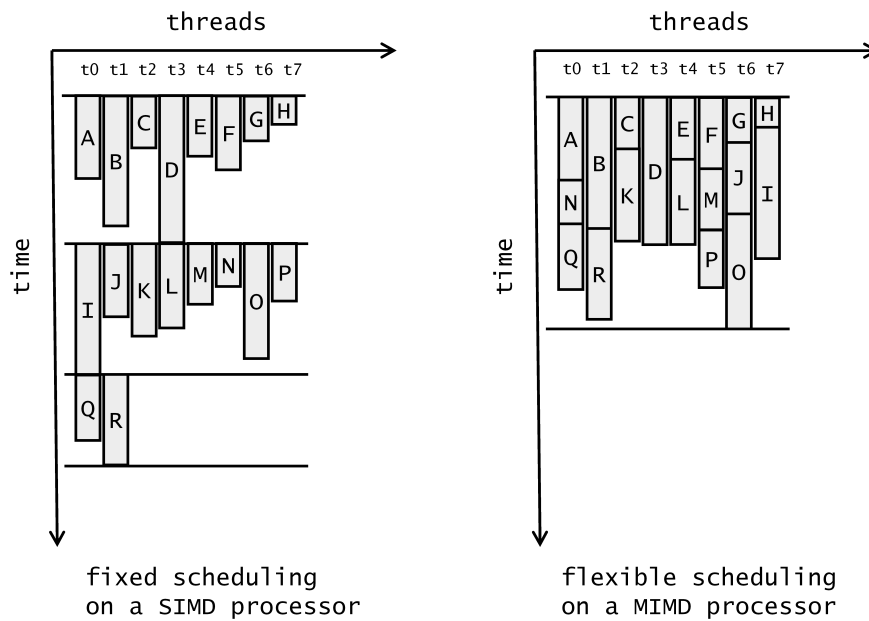 threads
t0 t1 t2 t3 t4 t5 t6 t7
A B C D E F G H
I J K L M N O P
Q R
time
fixed scheduling
on a SIMD processor
threads
t0 t1 t2 t3 t4 t5 t6 t7
A B C D E F G H
N K L M J I
Q R P O
time
flexible scheduling
on a MIMD processor